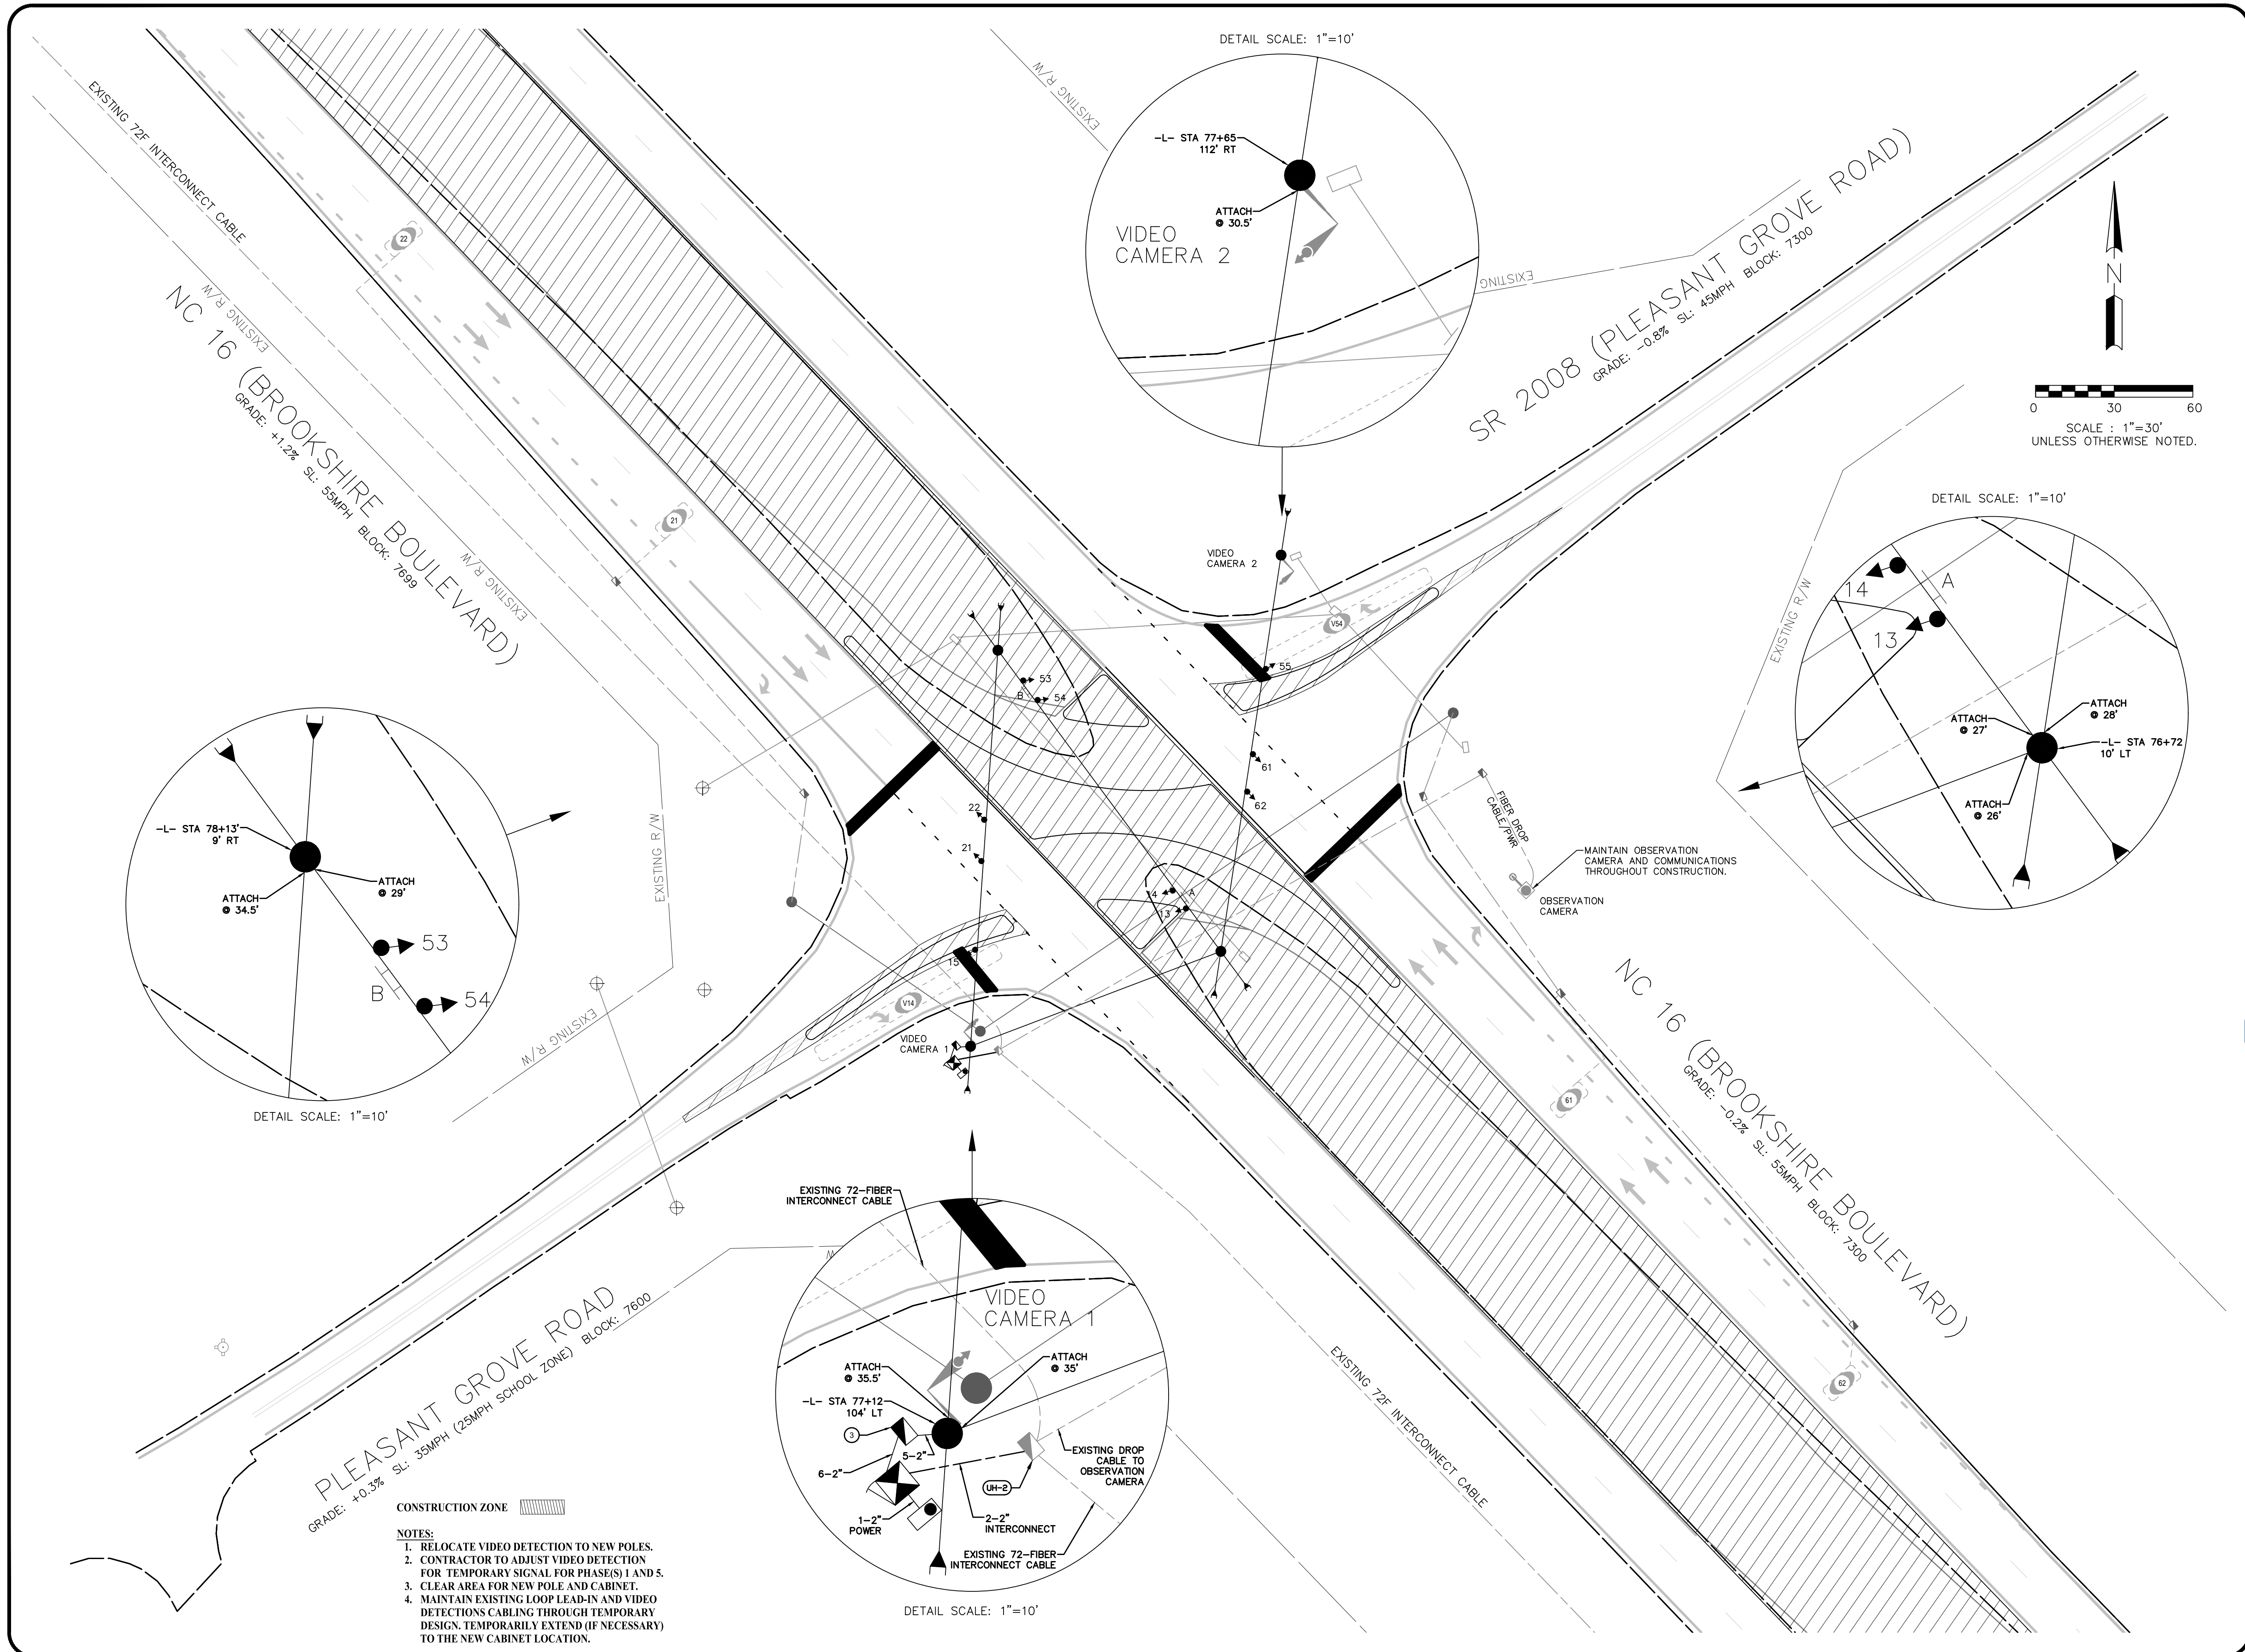 DETAIL SCALE: 1"=10'
EXISTING R/W
-L- STA 77+65
112' RT
ATTACH
@ 30.5'
VIDEO
CAMERA 2
EXISTING
SR 2008 (PLEASANT GROVE ROAD)
GRADE: -0.8% SL: 45MPH BLOCK: 7300
N
0 30 60
SCALE : 1"=30'
UNLESS OTHERWISE NOTED.
EXISTING 72F INTERCONNECT CABLE
22
EXISTING R/W
NC 16 (BROOKSHIRE BOULEVARD)
GRADE: +1.2% SL: 55MPH BLOCK: 7699
21
EXISTING R/W
VIDEO
CAMERA 2
V54
55
53
B
54
61
62
22
21
14
A
13
15
V14
VIDEO
CAMERA 1
DETAIL SCALE: 1"=10'
14
A
13
ATTACH
@ 28'
ATTACH
@ 27'
-L- STA 76+72
10' LT
ATTACH
@ 26'
EXISTING R/W
FIBER DROP
CABLE/PWR
MAINTAIN OBSERVATION
CAMERA AND COMMUNICATIONS
THROUGHOUT CONSTRUCTION.
OBSERVATION
CAMERA
-L- STA 78+13'
9' RT
ATTACH
@ 29'
ATTACH
@ 34.5'
53
B
54
DETAIL SCALE: 1"=10'
EXISTING R/W
EXISTING R/W
NC 16 (BROOKSHIRE BOULEVARD)
GRADE: -0.2% SL: 55MPH BLOCK: 7300
61
62
EXISTING 72F INTERCONNECT CABLE
EXISTING 72-FIBER
INTERCONNECT CABLE
W
VIDEO
CAMERA 1
ATTACH
@ 35.5'
ATTACH
@ 35'
-L- STA 77+12
104' LT
3
5-2"
6-2"
EXISTING DROP
CABLE TO
OBSERVATION
CAMERA
UH-2
1-2"
POWER
2-2"
INTERCONNECT
EXISTING 72-FIBER
INTERCONNECT CABLE
DETAIL SCALE: 1"=10'
PLEASANT GROVE ROAD
GRADE: +0.3% SL: 35MPH (25MPH SCHOOL ZONE) BLOCK: 7600
CONSTRUCTION ZONE
NOTES:
1. RELOCATE VIDEO DETECTION TO NEW POLES.
2. CONTRACTOR TO ADJUST VIDEO DETECTION
FOR TEMPORARY SIGNAL FOR PHASE(S) 1 AND 5.
3. CLEAR AREA FOR NEW POLE AND CABINET.
4. MAINTAIN EXISTING LOOP LEAD-IN AND VIDEO
DETECTIONS CABLING THROUGH TEMPORARY
DESIGN. TEMPORARILY EXTEND (IF NECESSARY)
TO THE NEW CABINET LOCATION.